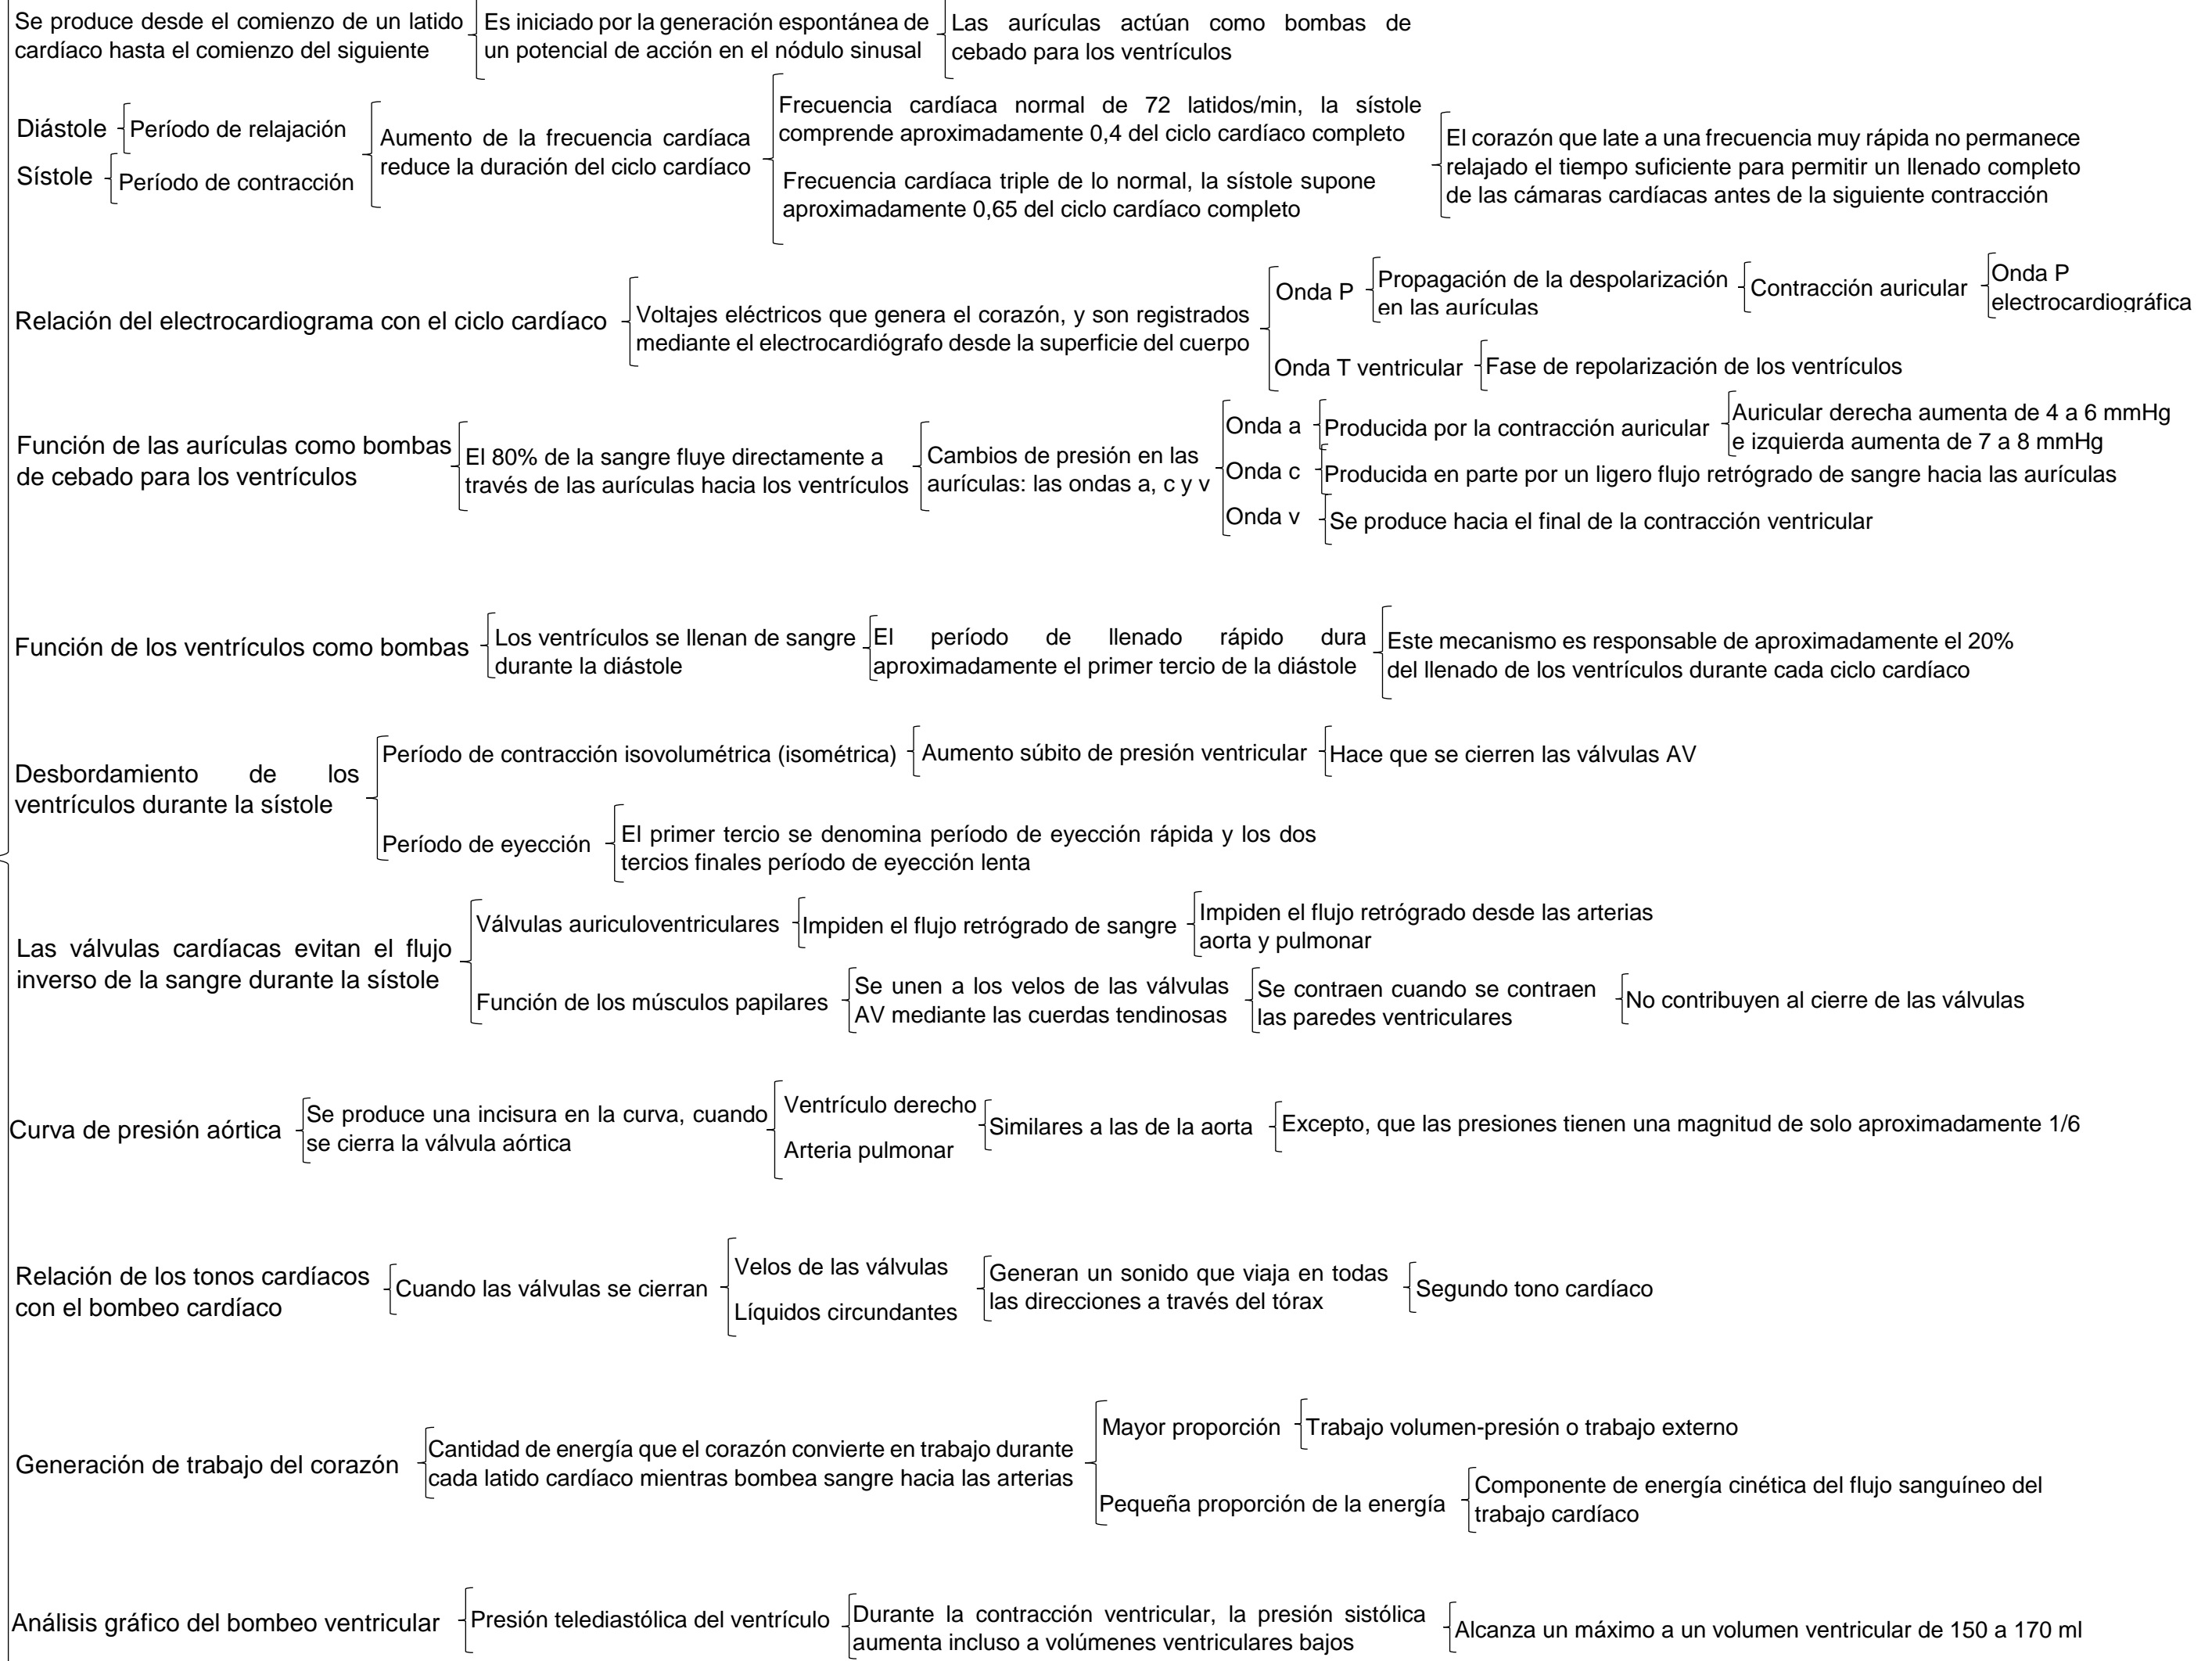 Se produce desde el comienzo de un latido
cardíaco hasta el comienzo del siguiente
Es iniciado por la generación espontánea de
un potencial de acción en el nódulo sinusal
Las aurículas actúan como bombas de
cebado para los ventrículos
Diástole
Período de relajación
Sístole
Período de contracción
Aumento de la frecuencia cardíaca
reduce la duración del ciclo cardíaco
Frecuencia cardíaca normal de 72 latidos/min, la sístole
comprende aproximadamente 0,4 del ciclo cardíaco completo
Frecuencia cardíaca triple de lo normal, la sístole supone
aproximadamente 0,65 del ciclo cardíaco completo
El corazón que late a una frecuencia muy rápida no permanece
relajado el tiempo suficiente para permitir un llenado completo
de las cámaras cardíacas antes de la siguiente contracción
Relación del electrocardiograma con el ciclo cardíaco
Voltajes eléctricos que genera el corazón, y son registrados
mediante el electrocardiógrafo desde la superficie del cuerpo
Onda P
Propagación de la despolarización
en las aurículas
Contracción auricular
Onda P
electrocardiográfica
Onda T ventricular
Fase de repolarización de los ventrículos
Función de las aurículas como bombas
de cebado para los ventrículos
El 80% de la sangre fluye directamente a
través de las aurículas hacia los ventrículos
Cambios de presión en las
aurículas: las ondas a, c y v
Onda a
Producida por la contracción auricular
Auricular derecha aumenta de 4 a 6 mmHg
e izquierda aumenta de 7 a 8 mmHg
Onda c
Producida en parte por un ligero flujo retrógrado de sangre hacia las aurículas
Onda v
Se produce hacia el final de la contracción ventricular
Función de los ventrículos como bombas
Los ventrículos se llenan de sangre
durante la diástole
El período de llenado rápido dura
aproximadamente el primer tercio de la diástole
Este mecanismo es responsable de aproximadamente el 20%
del llenado de los ventrículos durante cada ciclo cardíaco
Desbordamiento de los
ventrículos durante la sístole
Período de contracción isovolumétrica (isométrica)
Aumento súbito de presión ventricular
Hace que se cierren las válvulas AV
Período de eyección
El primer tercio se denomina período de eyección rápida y los dos
tercios finales período de eyección lenta
Las válvulas cardíacas evitan el flujo
inverso de la sangre durante la sístole
Válvulas auriculoventriculares
Impiden el flujo retrógrado de sangre
Impiden el flujo retrógrado desde las arterias
aorta y pulmonar
Función de los músculos papilares
Se unen a los velos de las válvulas
AV mediante las cuerdas tendinosas
Se contraen cuando se contraen
las paredes ventriculares
No contribuyen al cierre de las válvulas
Curva de presión aórtica
Se produce una incisura en la curva, cuando
se cierra la válvula aórtica
Ventrículo derecho
Arteria pulmonar
Similares a las de la aorta
Excepto, que las presiones tienen una magnitud de solo aproximadamente 1/6
Relación de los tonos cardíacos
con el bombeo cardíaco
Cuando las válvulas se cierran
Velos de las válvulas
Líquidos circundantes
Generan un sonido que viaja en todas
las direcciones a través del tórax
Segundo tono cardíaco
Generación de trabajo del corazón
Cantidad de energía que el corazón convierte en trabajo durante
cada latido cardíaco mientras bombea sangre hacia las arterias
Mayor proporción
Trabajo volumen-presión o trabajo externo
Pequeña proporción de la energía
Componente de energía cinética del flujo sanguíneo del
trabajo cardíaco
Análisis gráfico del bombeo ventricular
Presión telediastólica del ventrículo
Durante la contracción ventricular, la presión sistólica
aumenta incluso a volúmenes ventriculares bajos
Alcanza un máximo a un volumen ventricular de 150 a 170 ml